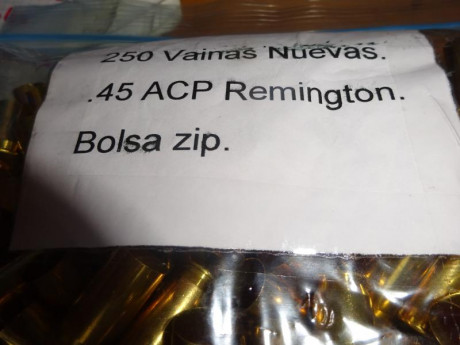 250 Vainas Nuevas.
.45 ACP Remington.
Bolsa zip.